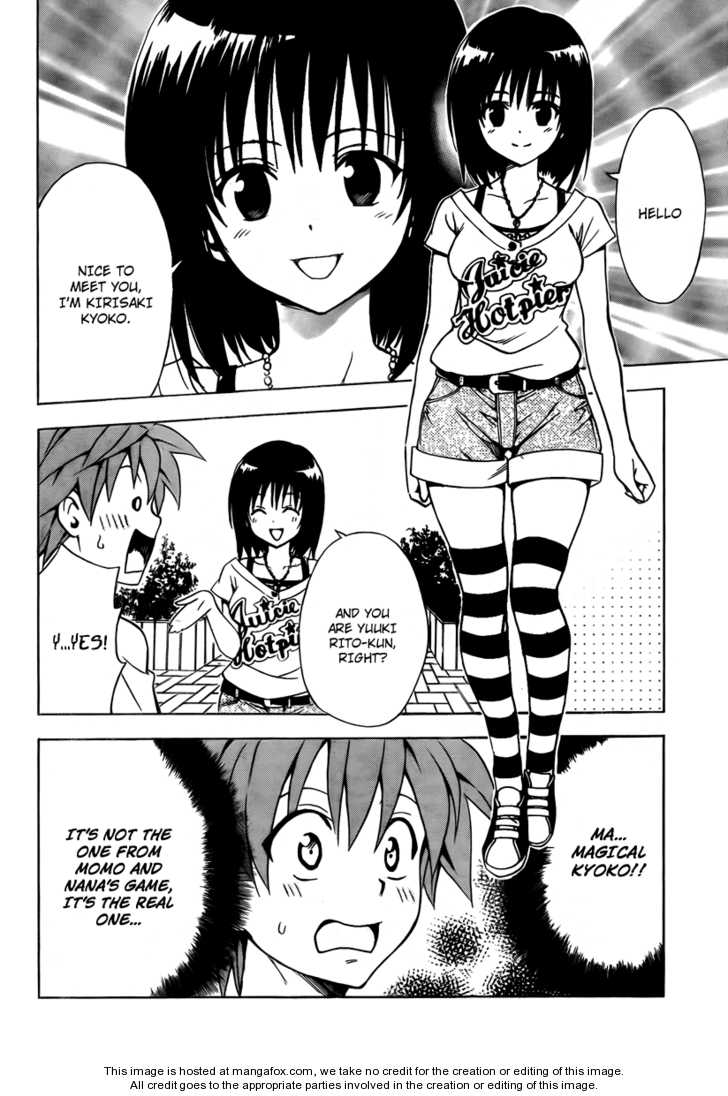 HELLO
NICE TO
MEET YOU,
I'M KIRISAKI
KYOKO.
Juicie
Hotpier
AND YOU
ARE YUUKI
RITO-KUN,
RIGHT?
Juicie
Hotpier
Y...YES!
MA...
MAGICAL
KYOKO!!
IT'S NOT THE
ONE FROM
MOMO AND
NANA'S GAME,
IT'S THE REAL
ONE...
This image is hosted at mangafox.com, we take no credit for the creation or editing of this image.
All credit goes to the appropriate parties involved in the creation or editing of this image.